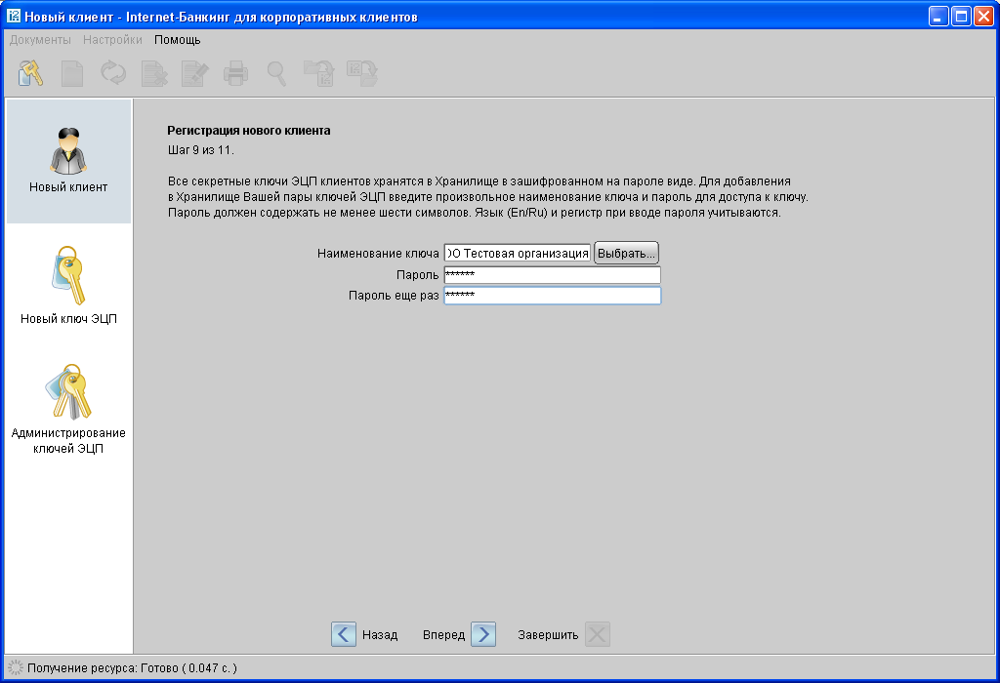 Новый клиент - Internet-Банкинг для корпоративных клиентов
Документы Настройки Помощь
Новый клиент
Новый ключ ЭЦП
Администрирование
ключей ЭЦП
Регистрация нового клиента
Шаг 9 из 11.
Все секретные ключи ЭЦП клиентов хранятся в Хранилище в зашифрованном на пароле виде. Для добавления
в Хранилище Вашей пары ключей ЭЦП введите произвольное наименование ключа и пароль для доступа к ключу.
Пароль должен содержать не менее шести символов. Язык (En/Ru) и регистр при вводе пароля учитываются.
Наименование ключа ОО Тестовая организация Выбрать...
Пароль ******
Пароль еще раз ******
Назад Вперед Завершить
Получение ресурса: Готово ( 0.047 с. )